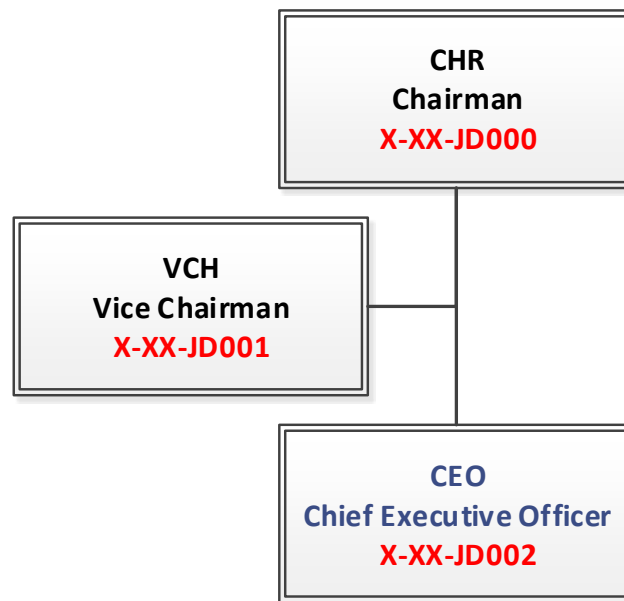 CHR
Chairman
X-XX-JD000
VCH
Vice Chairman
X-XX-JD001
CEO
Chief Executive Officer
X-XX-JD002